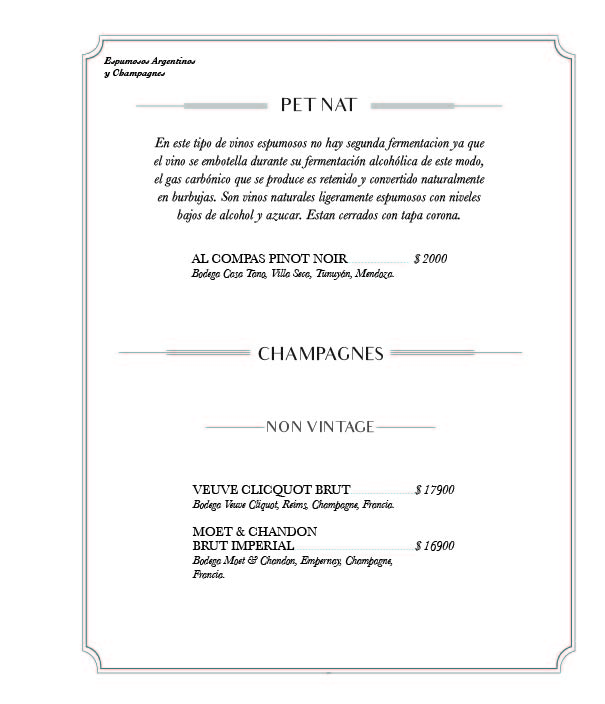 Espumosos Argentinos
y Champagnes
PET NAT
En este tipo de vinos espumosos no hay segunda fermentacion ya que
el vino se embotella durante su fermentación alcohólica de este modo,
el gas carbónico que se produce es retenido y convertido naturalmente
en burbujas. Son vinos naturales ligeramente espumosos con niveles
bajos de alcohol y azucar. Estan cerrados con tapa corona.
AL COMPAS PINOT NOIR $ 2000
Bodega Casa Tano, Villa Seca, Tunuyán, Mendoza.
CHAMPAGNES
NON VINTAGE
VEUVE CLICQUOT BRUT $ 17900
Bodega Veuve Cliquot, Reims, Champagne, Francia.
MOET & CHANDON
BRUT IMPERIAL $ 16900
Bodega Moet & Chandon, Empernay, Champagne,
Francia.